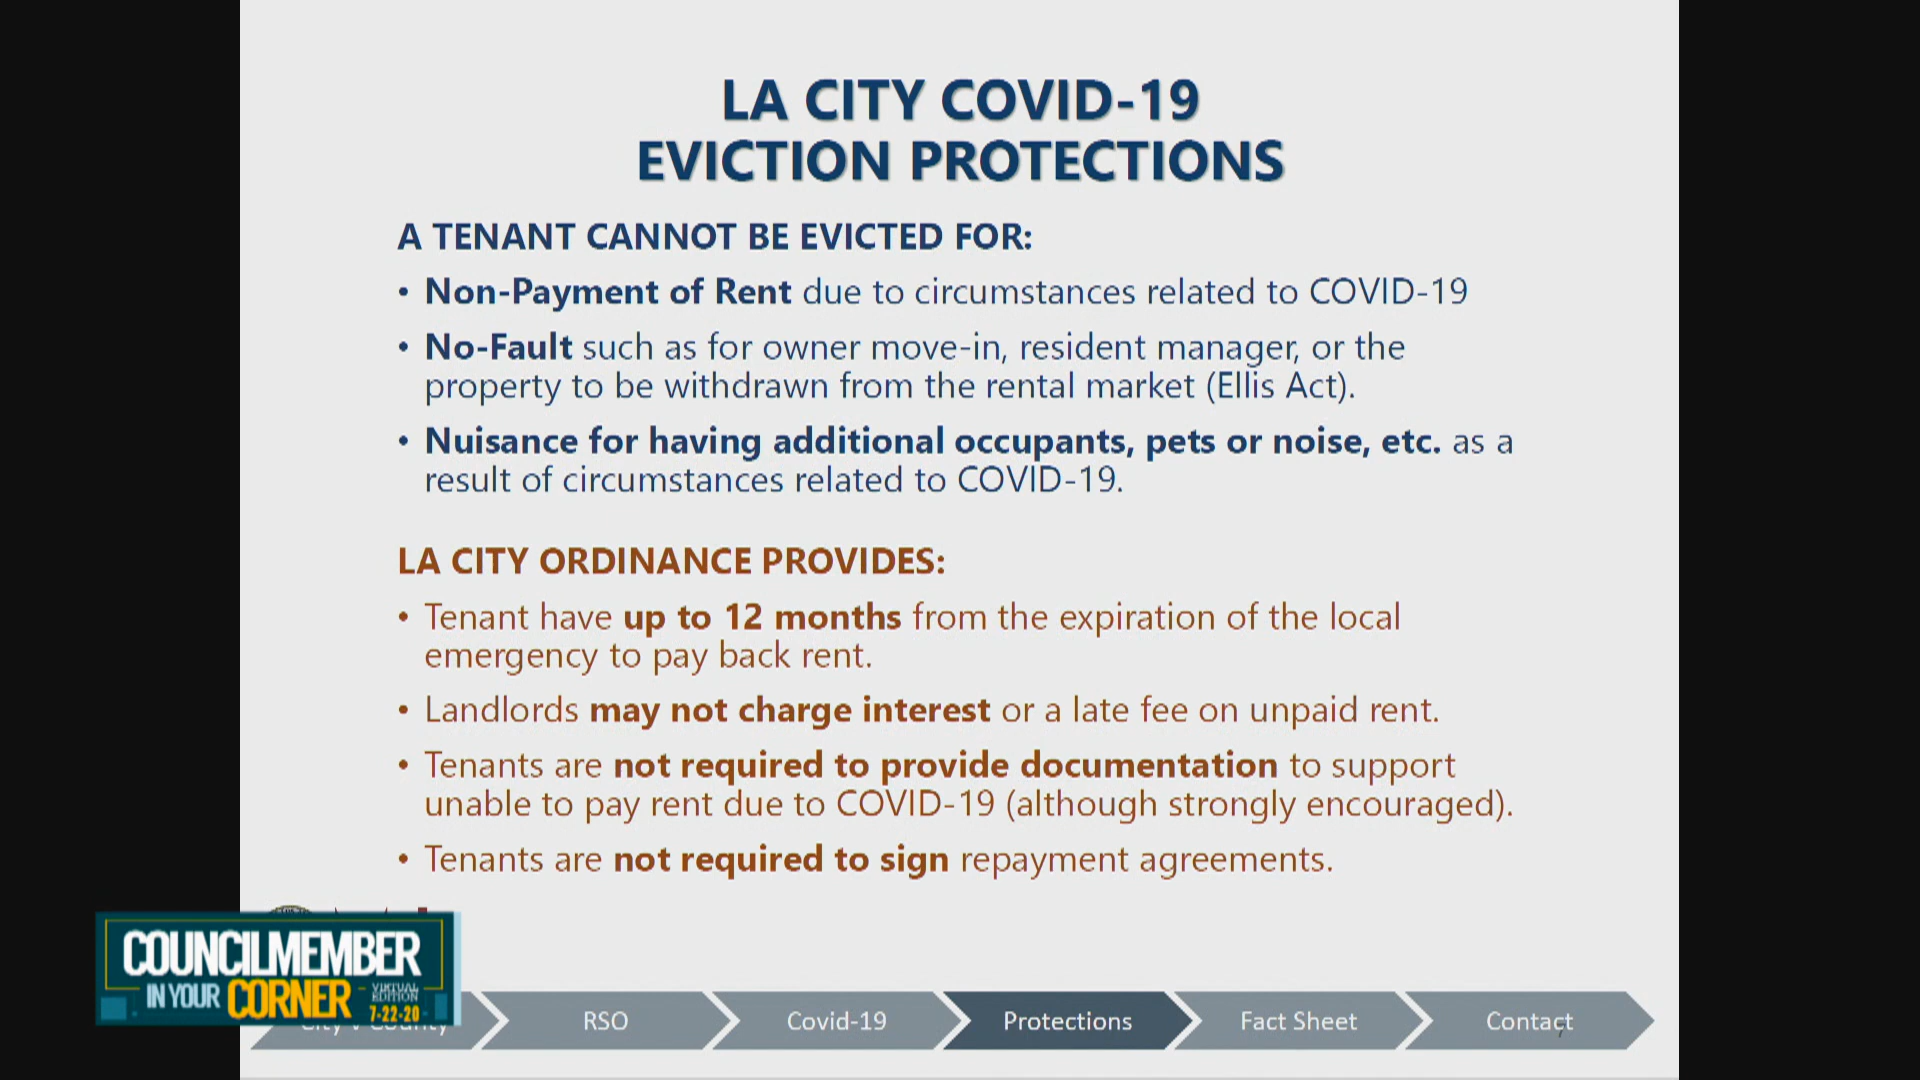 LA CITY COVID-19
EVICTION PROTECTIONS
A TENANT CANNOT BE EVICTED FOR:
• Non-Payment of Rent due to circumstances related to COVID-19
• No-Fault such as for owner move-in, resident manager, or the
property to be withdrawn from the rental market (Ellis Act).
• Nuisance for having additional occupants, pets or noise, etc. as a
result of circumstances related to COVID-19.
LA CITY ORDINANCE PROVIDES:
• Tenant have up to 12 months from the expiration of the local
emergency to pay back rent.
• Landlords may not charge interest or a late fee on unpaid rent.
• Tenants are not required to provide documentation to support
unable to pay rent due to COVID-19 (although strongly encouraged).
• Tenants are not required to sign repayment agreements.
COUNCILMEMBER
IN YOUR CORNER VIRTUAL EDITION 7-22-20
City v County RSO Covid-19 Protections Fact Sheet Contact
7